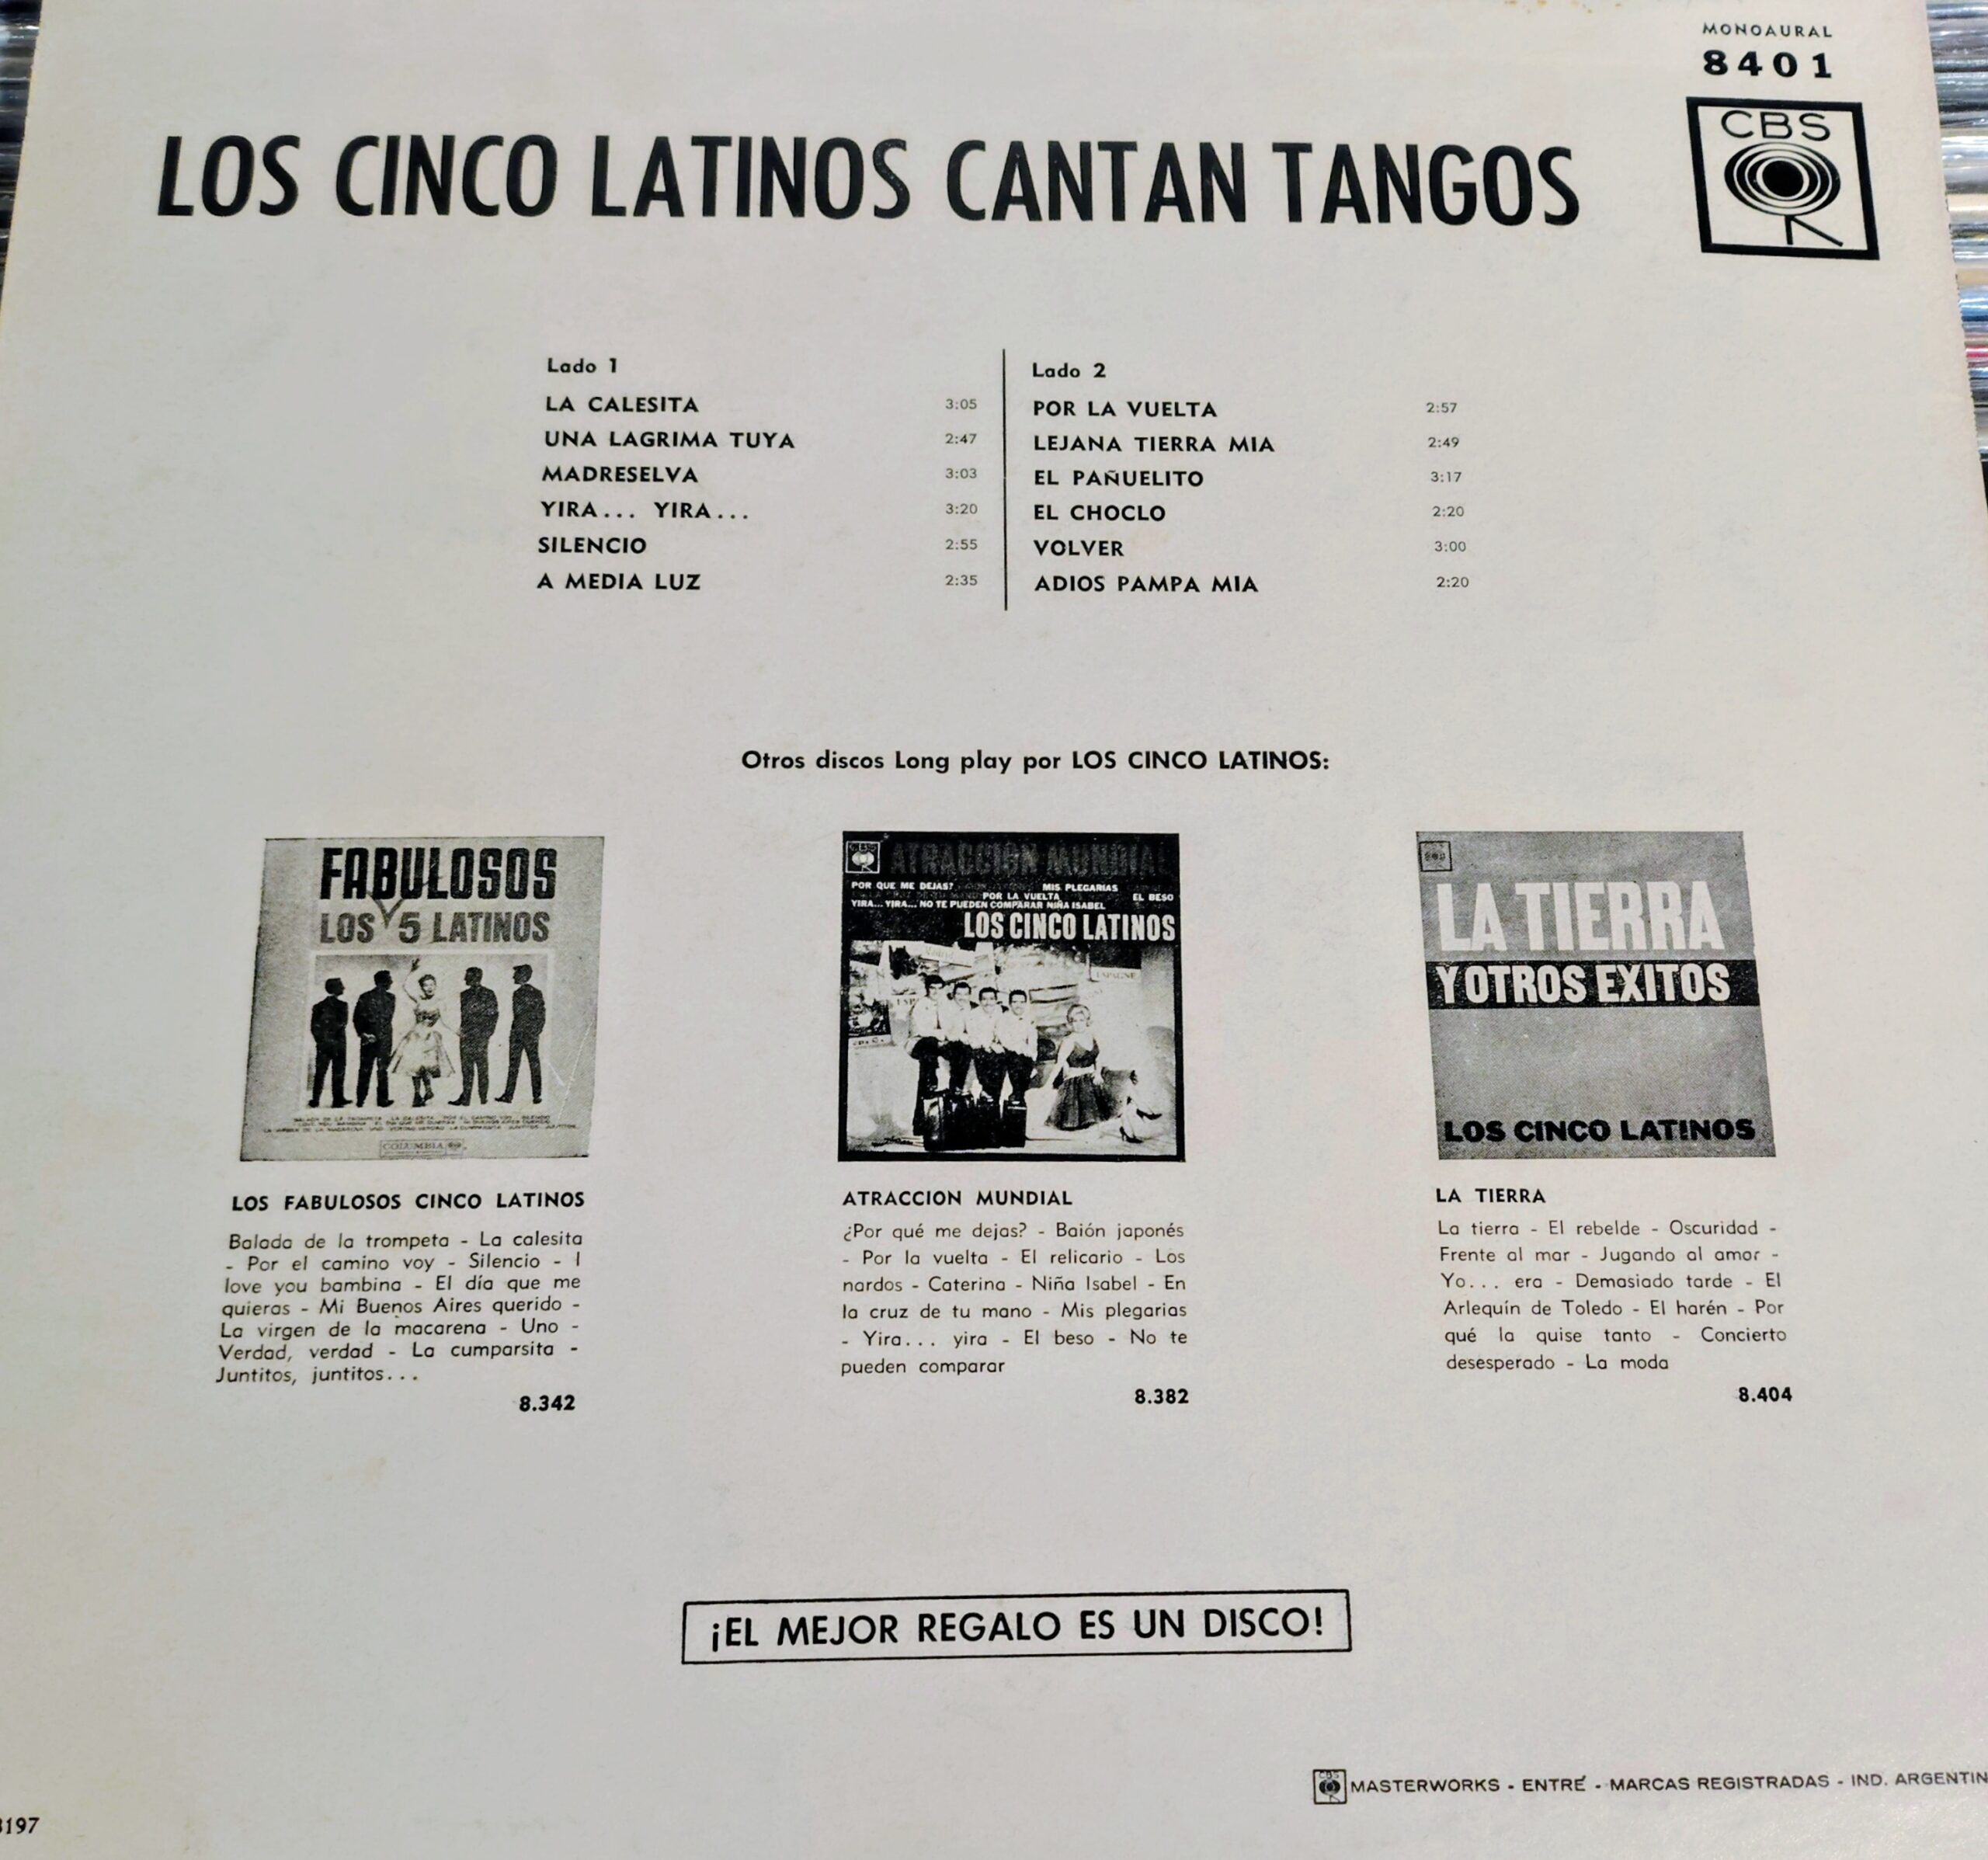 MONOAURAL
8401
CBS
LOS CINCO LATINOS CANTAN TANGOS
Lado 1
LA CALESITA 3:05
UNA LAGRIMA TUYA 2:47
MADRESELVA 3:03
YIRA... YIRA... 3:20
SILENCIO 2:55
A MEDIA LUZ 2:35
Lado 2
POR LA VUELTA 2:57
LEJANA TIERRA MIA 2:49
EL PAÑUELITO 3:17
EL CHOCLO 2:20
VOLVER 3:00
ADIOS PAMPA MIA 2:20
Otros discos Long play por LOS CINCO LATINOS:
FABULOSOS
LOS 5 LATINOS
COLUMBIA
LOS FABULOSOS CINCO LATINOS
Balada de la trompeta - La calesita
- Por el camino voy - Silencio - I
love you bambina - El día que me
quieras - Mi Buenos Aires querido -
La virgen de la macarena - Uno -
Verdad, verdad - La cumparsita -
Juntitos, juntitos...
8.342
ATRACCION MUNDIAL
POR QUE ME DEJAS? MIS PLEGARIAS
POR LA VUELTA EL BESO
YIRA... YIRA... NO TE PUEDEN COMPARAR NIÑA ISABEL
LOS CINCO LATINOS
ATRACCION MUNDIAL
¿Por qué me dejas? - Baión japonés
- Por la vuelta - El relicario - Los
nardos - Caterina - Niña Isabel - En
la cruz de tu mano - Mis plegarias
- Yira... yira - El beso - No te
pueden comparar
8.382
LA TIERRA
Y OTROS EXITOS
LOS CINCO LATINOS
LA TIERRA
La tierra - El rebelde - Oscuridad -
Frente al mar - Jugando al amor -
Yo... era - Demasiado tarde - El
Arlequín de Toledo - El harén - Por
qué la quise tanto - Concierto
desesperado - La moda
8.404
¡EL MEJOR REGALO ES UN DISCO!
CBS MASTERWORKS - ENTRÉ - MARCAS REGISTRADAS - IND. ARGENTIN
197